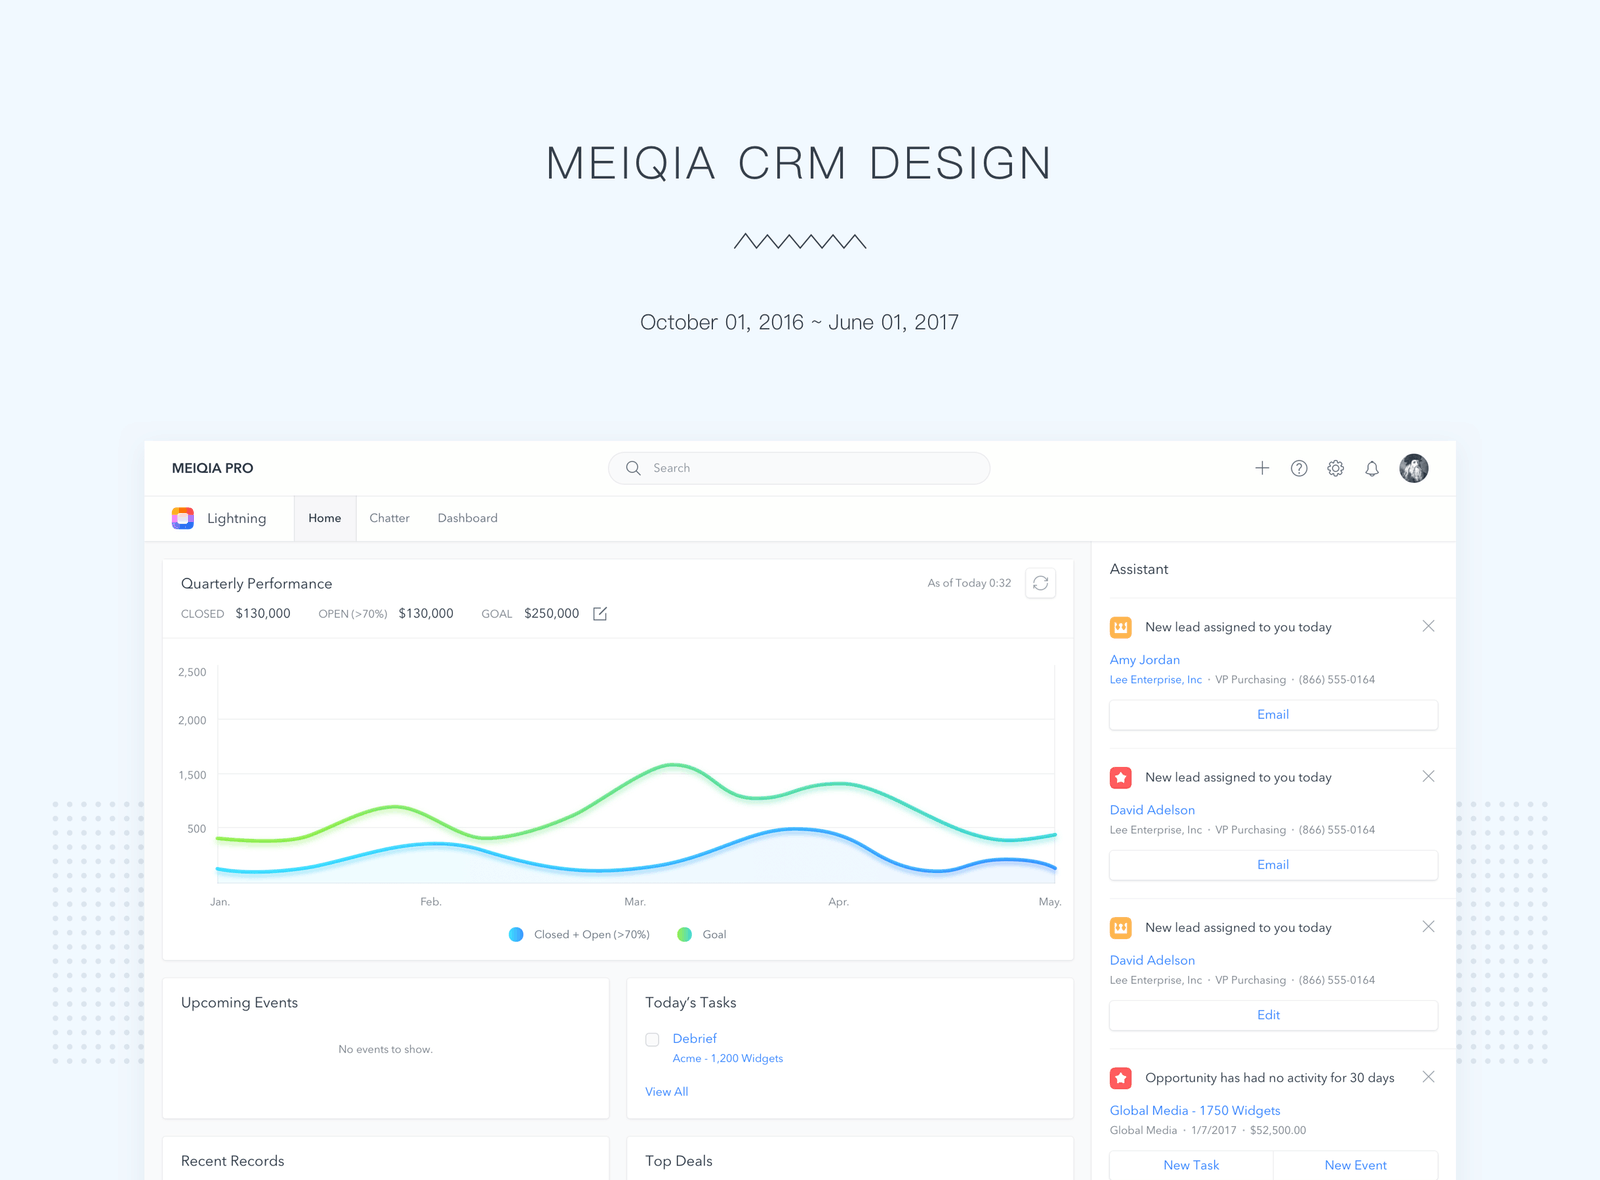 MEIQIA CRM DESIGN
October 01, 2016 ~ June 01, 2017
MEIQIA PRO
Search
Lightning
Home
Chatter
Dashboard
Quarterly Performance
As of Today 0:32
CLOSED $130,000 OPEN (>70%) $130,000 GOAL $250,000
2,500
2,000
1,500
500
Jan. Feb. Mar. Apr. May.
Closed + Open (>70%) Goal
Upcoming Events
No events to show.
Today’s Tasks
Debrief
Acme - 1,200 Widgets
View All
Recent Records
Top Deals
Assistant
New lead assigned to you today
Amy Jordan
Lee Enterprise, Inc · VP Purchasing · (866) 555-0164
Email
New lead assigned to you today
David Adelson
Lee Enterprise, Inc · VP Purchasing · (866) 555-0164
Email
New lead assigned to you today
David Adelson
Lee Enterprise, Inc · VP Purchasing · (866) 555-0164
Edit
Opportunity has had no activity for 30 days
Global Media - 1750 Widgets
Global Media · 1/7/2017 · $52,500.00
New Task New Event